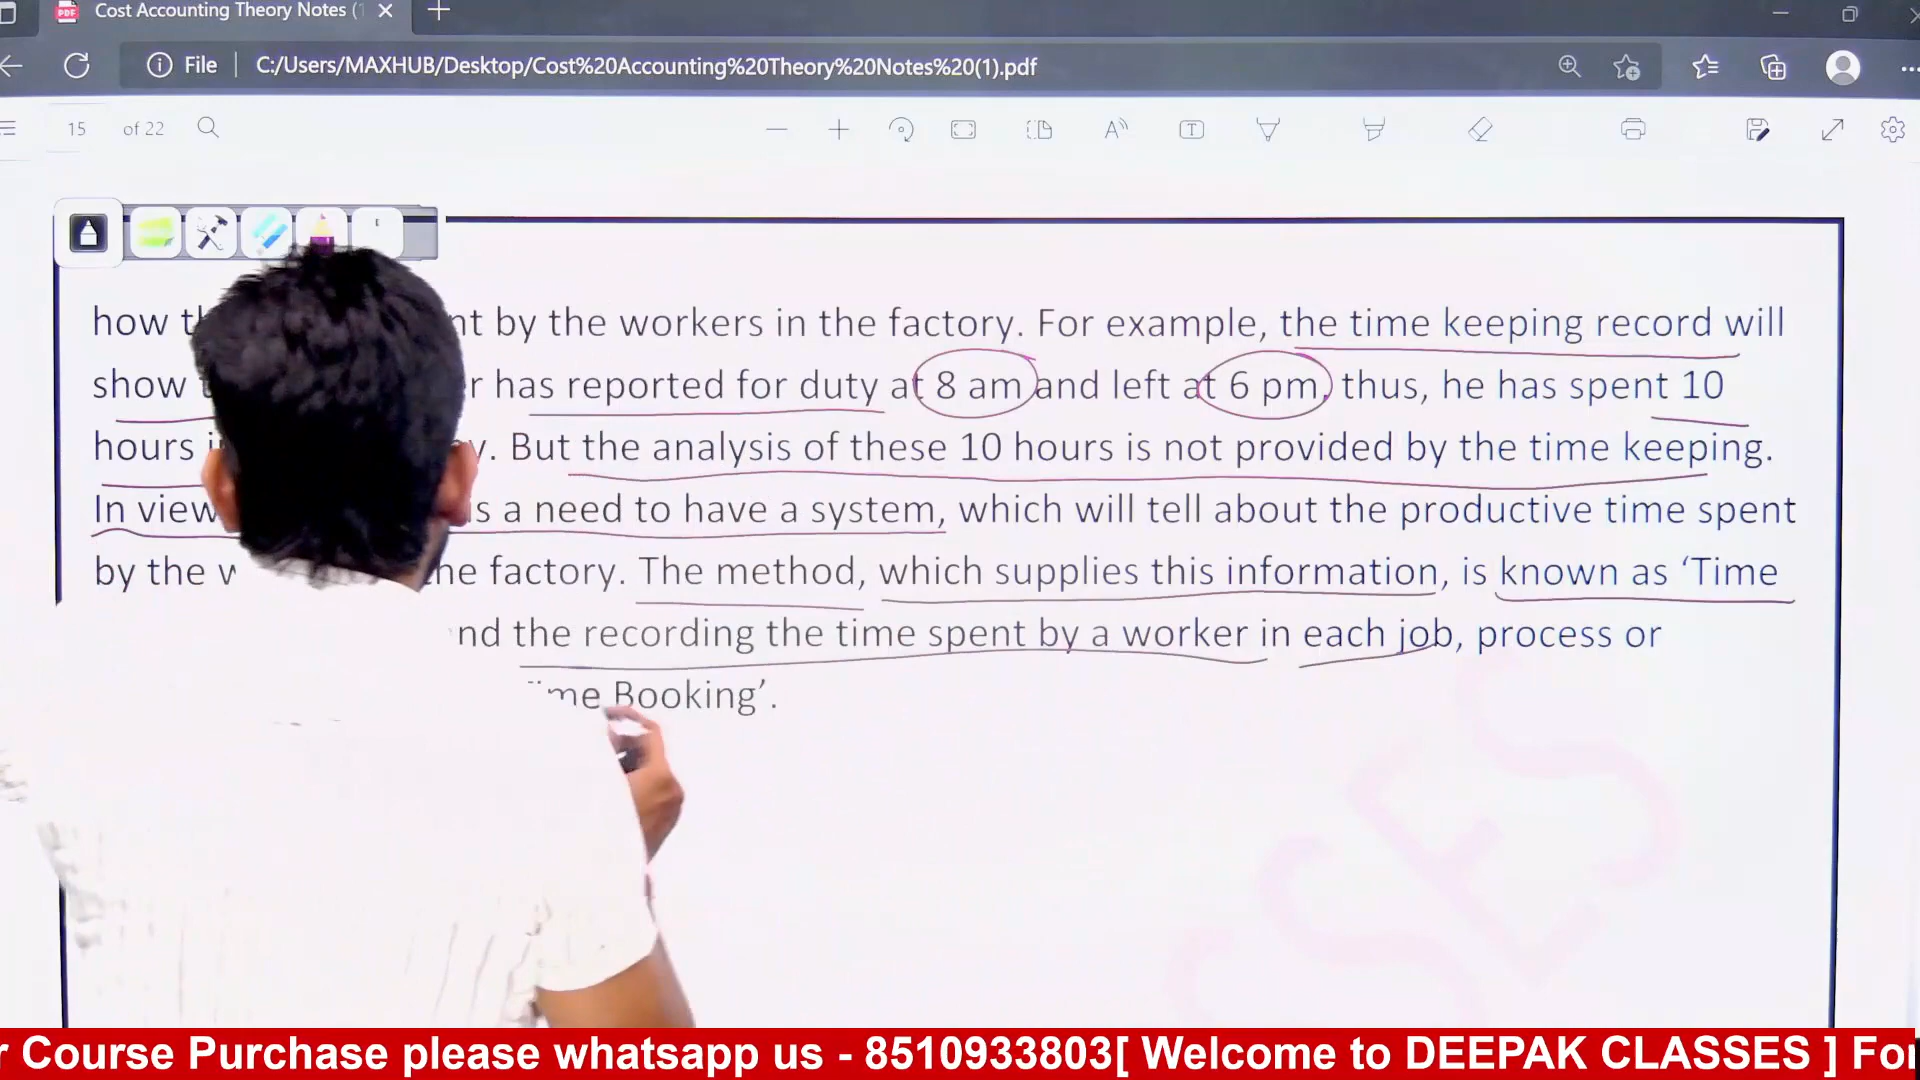 Cost Accounting Theory Notes (1
File C:/Users/MAXHUB/Desktop/Cost%20Accounting%20Theory%20Notes%20(1).pdf
15 of 22
E
how nt by the workers in the factory. For example, the time keeping record will
show r has reported for duty at 8 am and left at 6 pm, thus, he has spent 10
hours y. But the analysis of these 10 hours is not provided by the time keeping.
In view is a need to have a system, which will tell about the productive time spent
by the the factory. The method, which supplies this information, is known as ‘Time
nd the recording the time spent by a worker in each job, process or
Time Booking’.
r Course Purchase please whatsapp us - 8510933803[ Welcome to DEEPAK CLASSES ] For